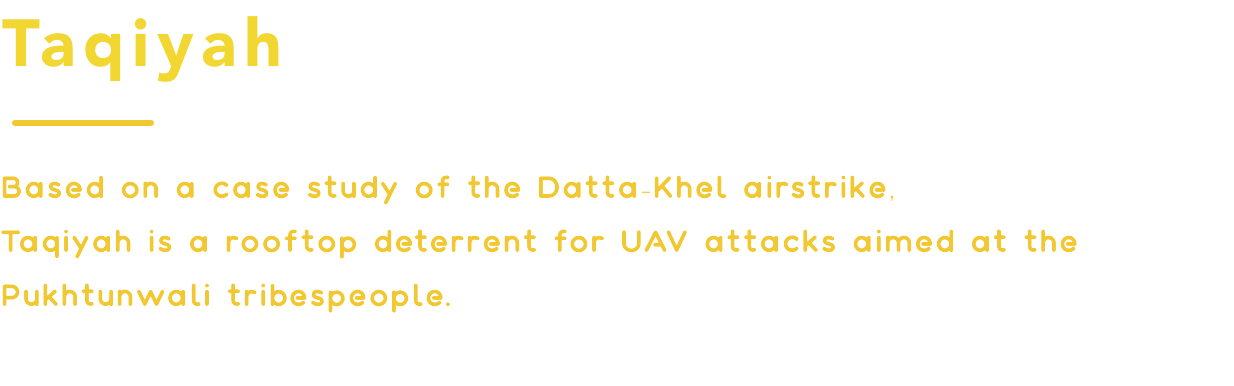 Taqiyah
Based on a case study of the Datta-Khel airstrike,
Taqiyah is a rooftop deterrent for UAV attacks aimed at the
Pukhtunwali tribespeople.